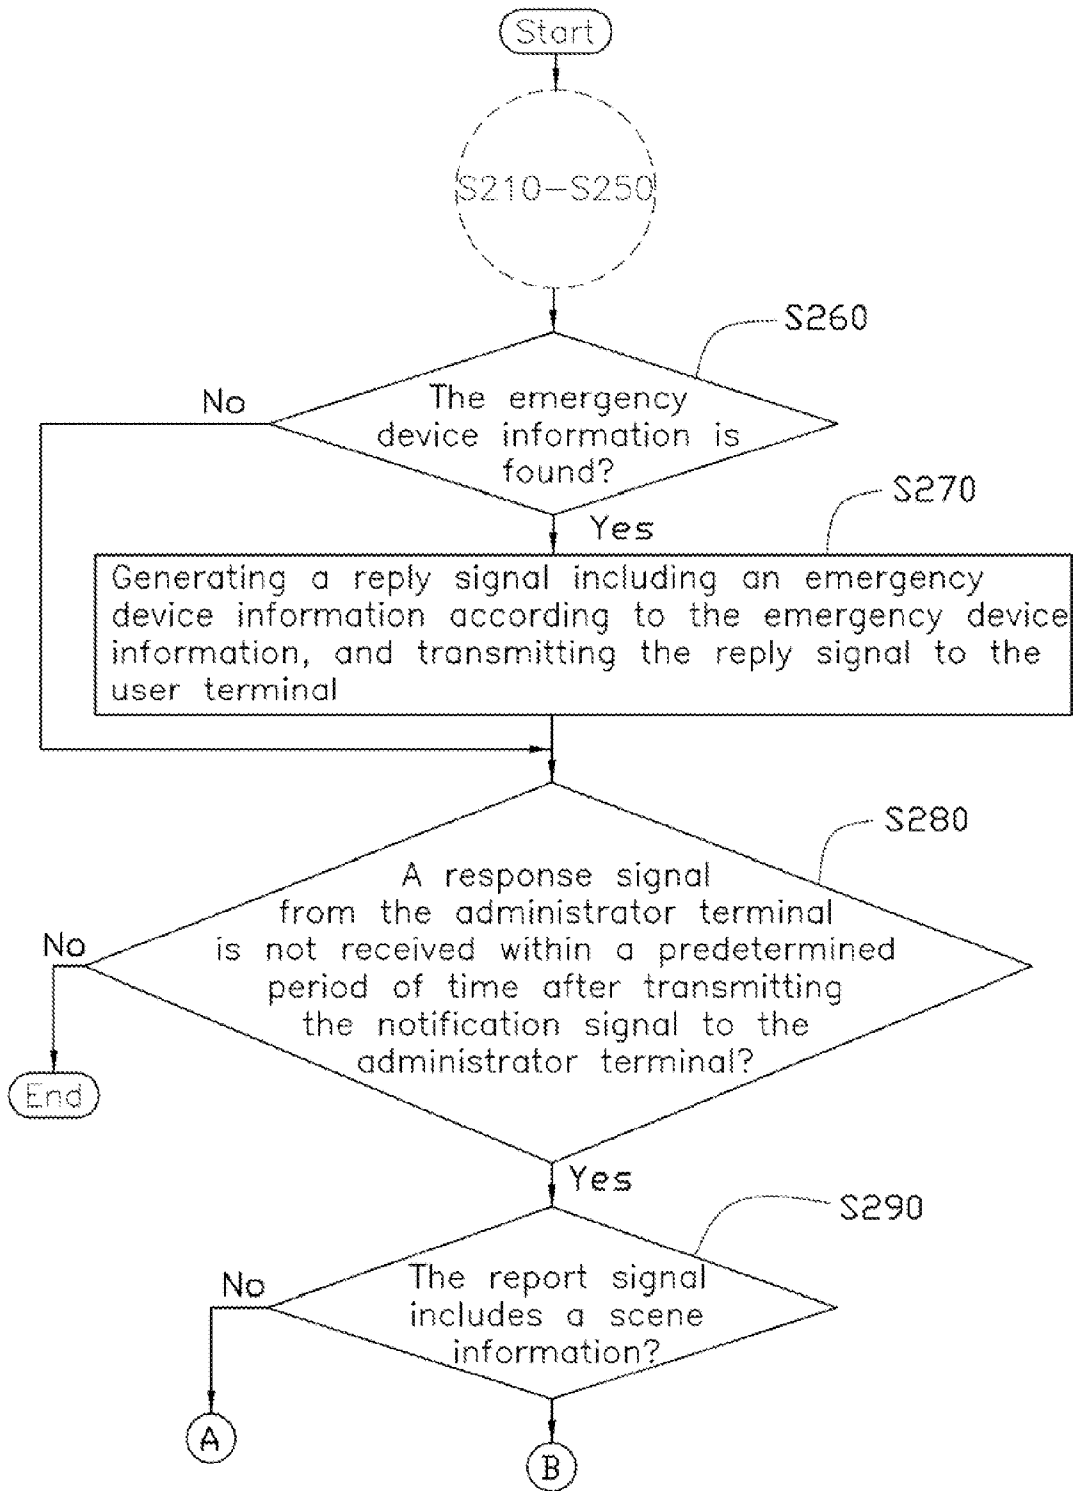 Start
S210-S250
S260
No
The emergency
device information is
found?
S270
Yes
Generating a reply signal including an emergency
device information according to the emergency device
information, and transmitting the reply signal to the
user terminal
S280
No
A response signal
from the administrator terminal
is not received within a predetermined
period of time after transmitting
the notification signal to the
administrator terminal?
End
Yes
S290
No
The report signal
includes a scene
information?
A
B